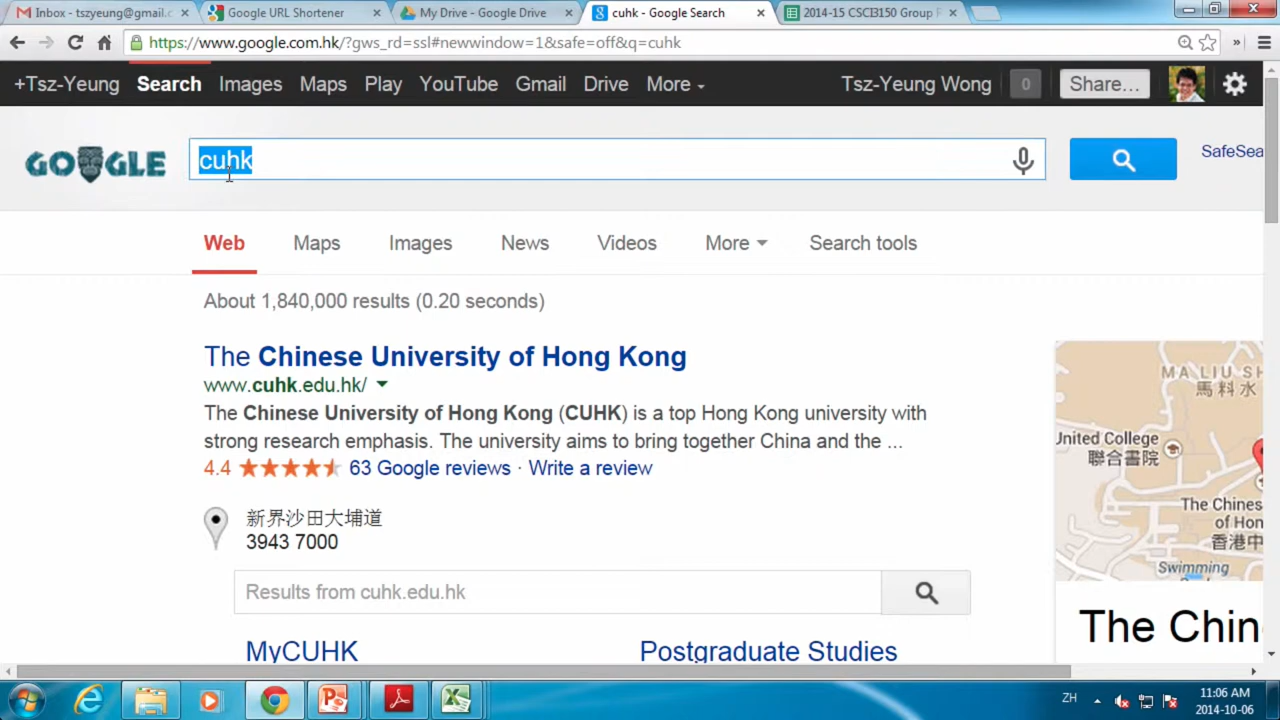 Inbox - tszyeung@gmail.c
Google URL Shortener
My Drive - Google Drive
cuhk - Google Search
2014-15 CSCI3150 Group
https://www.google.com.hk/?gws_rd=ssl#newwindow=1&safe=off&q=cuhk
+Tsz-Yeung Search Images Maps Play YouTube Gmail Drive More Tsz-Yeung Wong 0 Share...
GOOGLE
cuhk
SafeSea
Web Maps Images News Videos More Search tools
About 1,840,000 results (0.20 seconds)
The Chinese University of Hong Kong
www.cuhk.edu.hk/
The Chinese University of Hong Kong (CUHK) is a top Hong Kong university with
strong research emphasis. The university aims to bring together China and the ...
4.4 63 Google reviews · Write a review
新界沙田大埔道
3943 7000
Results from cuhk.edu.hk
MyCUHK
Postgraduate Studies
MA LIU SH
馬料水
United College
聯合書院
The Chines
of Hon
香港中
Swimming
The Chin
ZH
11:06 AM
2014-10-06